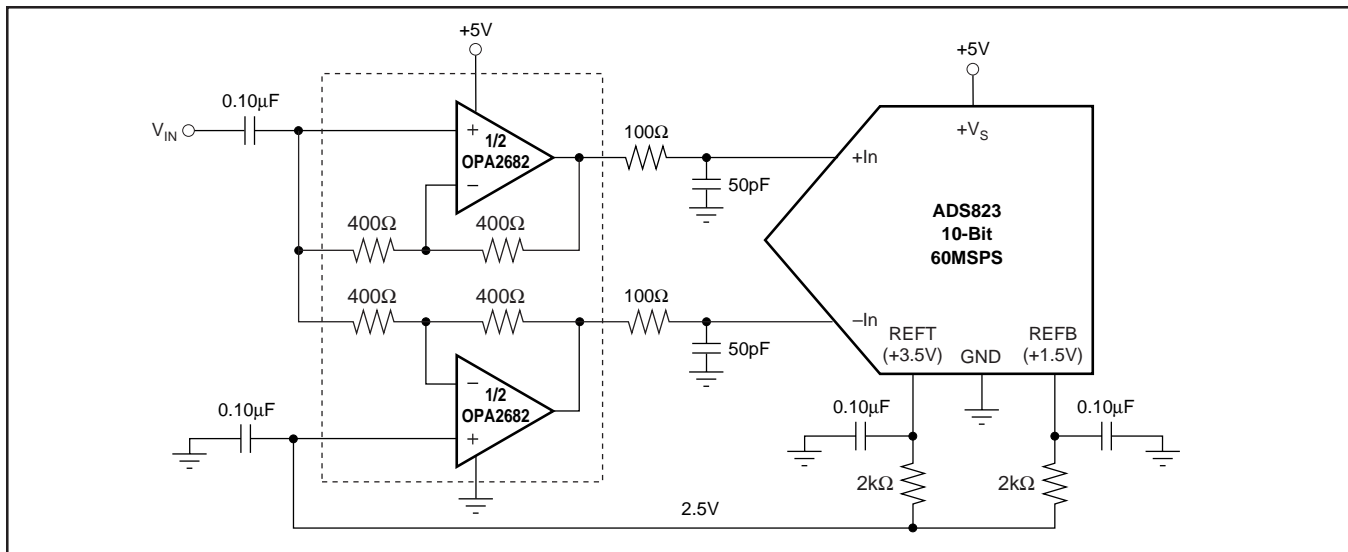 +5V
+5V
0.10µF
V_IN
+
1/2
OPA2682
−
100Ω
50pF
400Ω
400Ω
+V_S
+In
ADS823
10-Bit
60MSPS
400Ω
400Ω
100Ω
50pF
−In
REFT
(+3.5V)
GND
REFB
(+1.5V)
−
1/2
OPA2682
+
0.10µF
0.10µF
0.10µF
2kΩ
2kΩ
2.5V